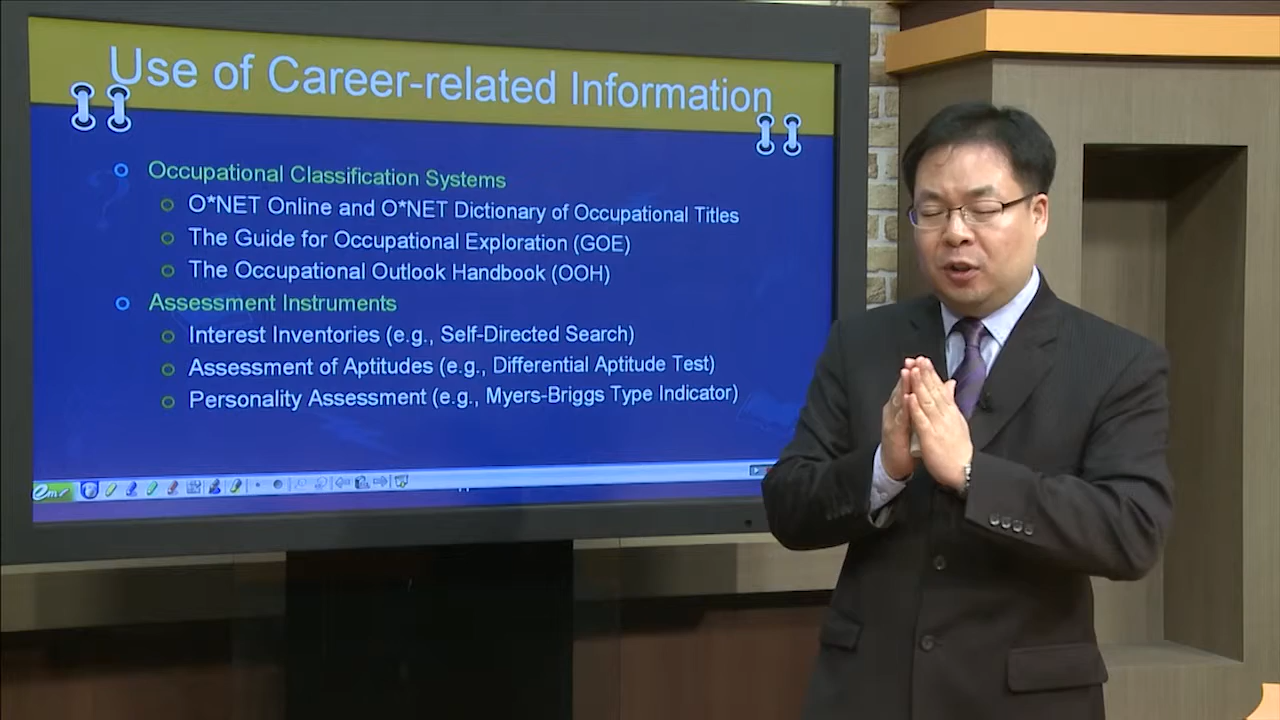 Use of Career-related Information
Occupational Classification Systems
O*NET Online and O*NET Dictionary of Occupational Titles
The Guide for Occupational Exploration (GOE)
The Occupational Outlook Handbook (OOH)
Assessment Instruments
Interest Inventories (e.g., Self-Directed Search)
Assessment of Aptitudes (e.g., Differential Aptitude Test)
Personality Assessment (e.g., Myers-Briggs Type Indicator)